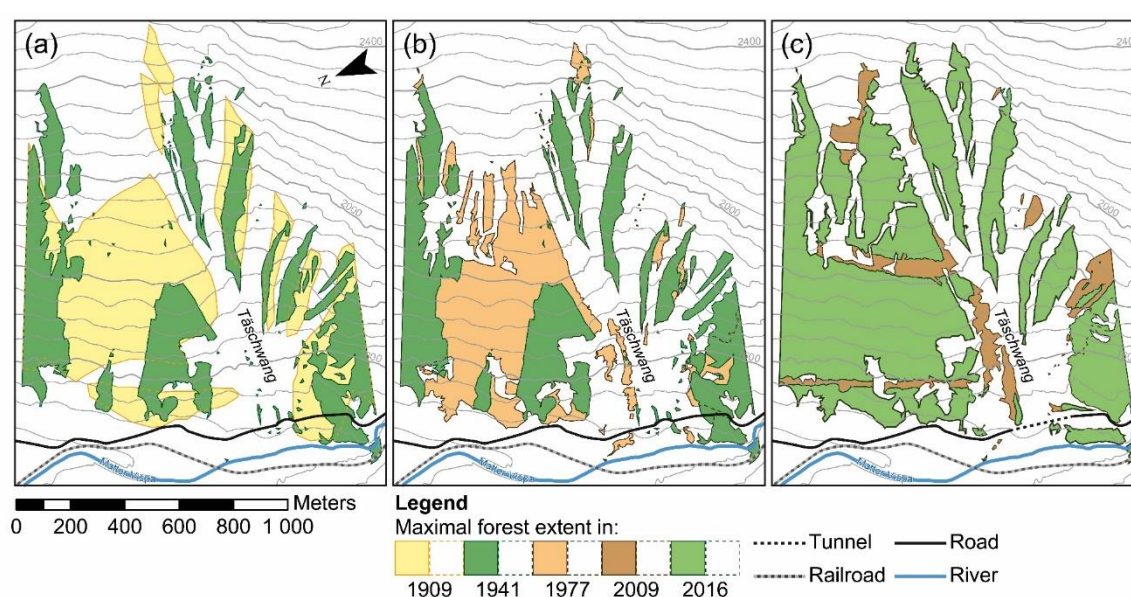 (a)
2400
N
Täschwang
Matter Vispa
(b)
2000
Täschwang
Matter Vispa
(c)
2400
2000
Täschwang
Matter Vispa
Meters
0 200 400 600 800 1 000
Legend
Maximal forest extent in:
1909 1941 1977 2009 2016
Tunnel
Road
Railroad
River